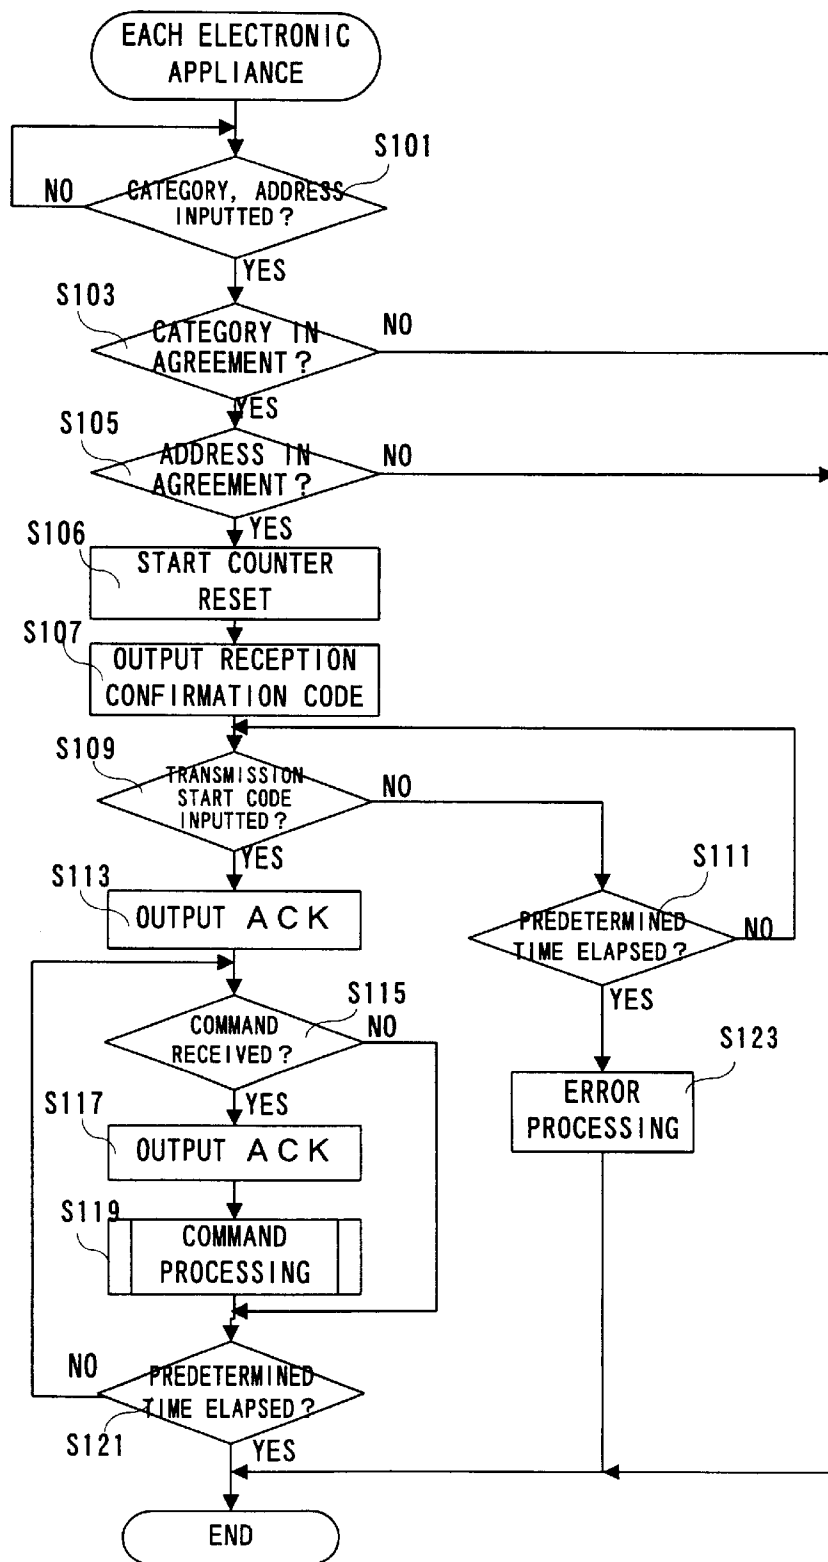 EACH ELECTRONIC
APPLIANCE
S101
NO
CATEGORY, ADDRESS
INPUTTED?
YES
S103
NO
CATEGORY IN
AGREEMENT?
YES
S105
NO
ADDRESS IN
AGREEMENT?
YES
S106
START COUNTER
RESET
S107
OUTPUT RECEPTION
CONFIRMATION CODE
S109
TRANSMISSION
START CODE
INPUTTED?
NO
YES
S111
PREDETERMINED
TIME ELAPSED?
NO
YES
S113
OUTPUT ACK
S115
COMMAND
RECEIVED?
NO
YES
S123
ERROR
PROCESSING
S117
OUTPUT ACK
S119
COMMAND
PROCESSING
NO
PREDETERMINED
TIME ELAPSED?
S121
YES
END